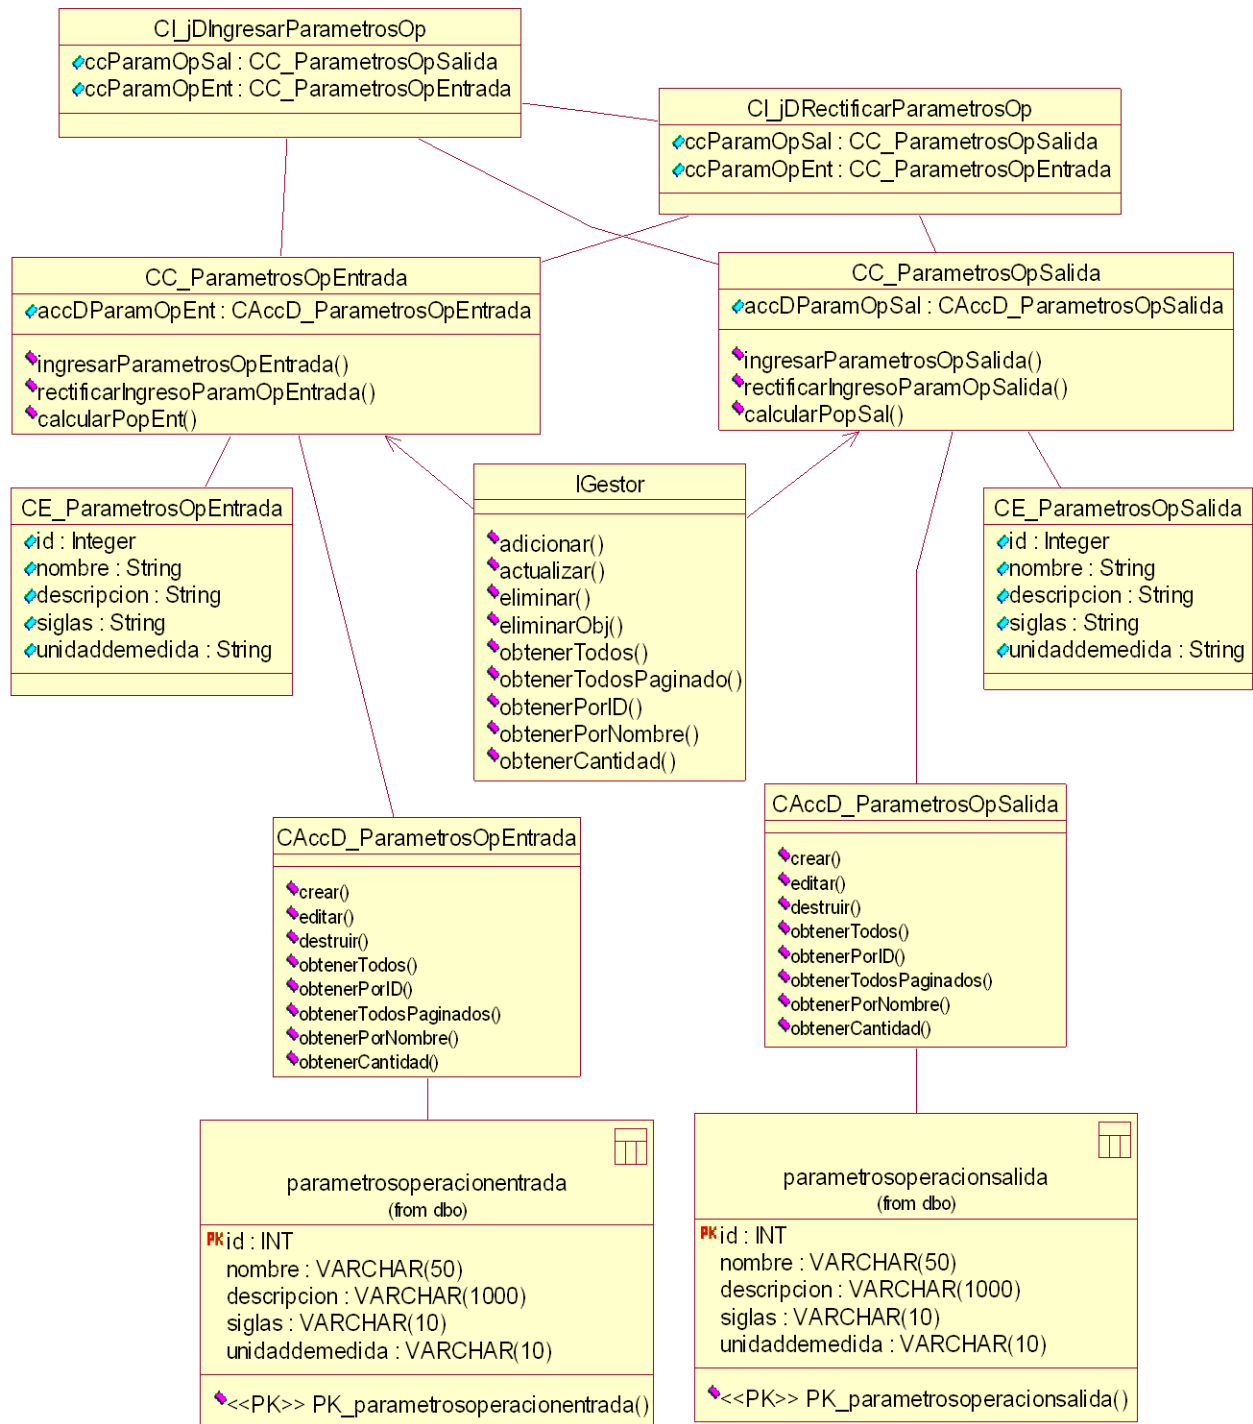 CI_jDIngresarParametrosOp
ccParamOpSal : CC_ParametrosOpSalida
ccParamOpEnt : CC_ParametrosOpEntrada
CI_jDRectificarParametrosOp
ccParamOpSal : CC_ParametrosOpSalida
ccParamOpEnt : CC_ParametrosOpEntrada
CC_ParametrosOpEntrada
accDParamOpEnt : CAccD_ParametrosOpEntrada
ingresarParametrosOpEntrada()
rectificarIngresoParamOpEntrada()
calcularPopEnt()
CC_ParametrosOpSalida
accDParamOpSal : CAccD_ParametrosOpSalida
ingresarParametrosOpSalida()
rectificarIngresoParamOpSalida()
calcularPopSal()
CE_ParametrosOpEntrada
id : Integer
nombre : String
descripcion : String
siglas : String
unidaddemedida : String
IGestor
adicionar()
actualizar()
eliminar()
eliminarObj()
obtenerTodos()
obtenerTodosPaginado()
obtenerPorID()
obtenerPorNombre()
obtenerCantidad()
CE_ParametrosOpSalida
id : Integer
nombre : String
descripcion : String
siglas : String
unidaddemedida : String
CAccD_ParametrosOpEntrada
crear()
editar()
destruir()
obtenerTodos()
obtenerPorID()
obtenerTodosPaginados()
obtenerPorNombre()
obtenerCantidad()
CAccD_ParametrosOpSalida
crear()
editar()
destruir()
obtenerTodos()
obtenerPorID()
obtenerTodosPaginados()
obtenerPorNombre()
obtenerCantidad()
parametrosoperacionentrada
(from dbo)
PK id : INT
nombre : VARCHAR(50)
descripcion : VARCHAR(1000)
siglas : VARCHAR(10)
unidaddemedida : VARCHAR(10)
<<PK>> PK_parametrosoperacionentrada()
parametrosoperacionsalida
(from dbo)
PK id : INT
nombre : VARCHAR(50)
descripcion : VARCHAR(1000)
siglas : VARCHAR(10)
unidaddemedida : VARCHAR(10)
<<PK>> PK_parametrosoperacionsalida()